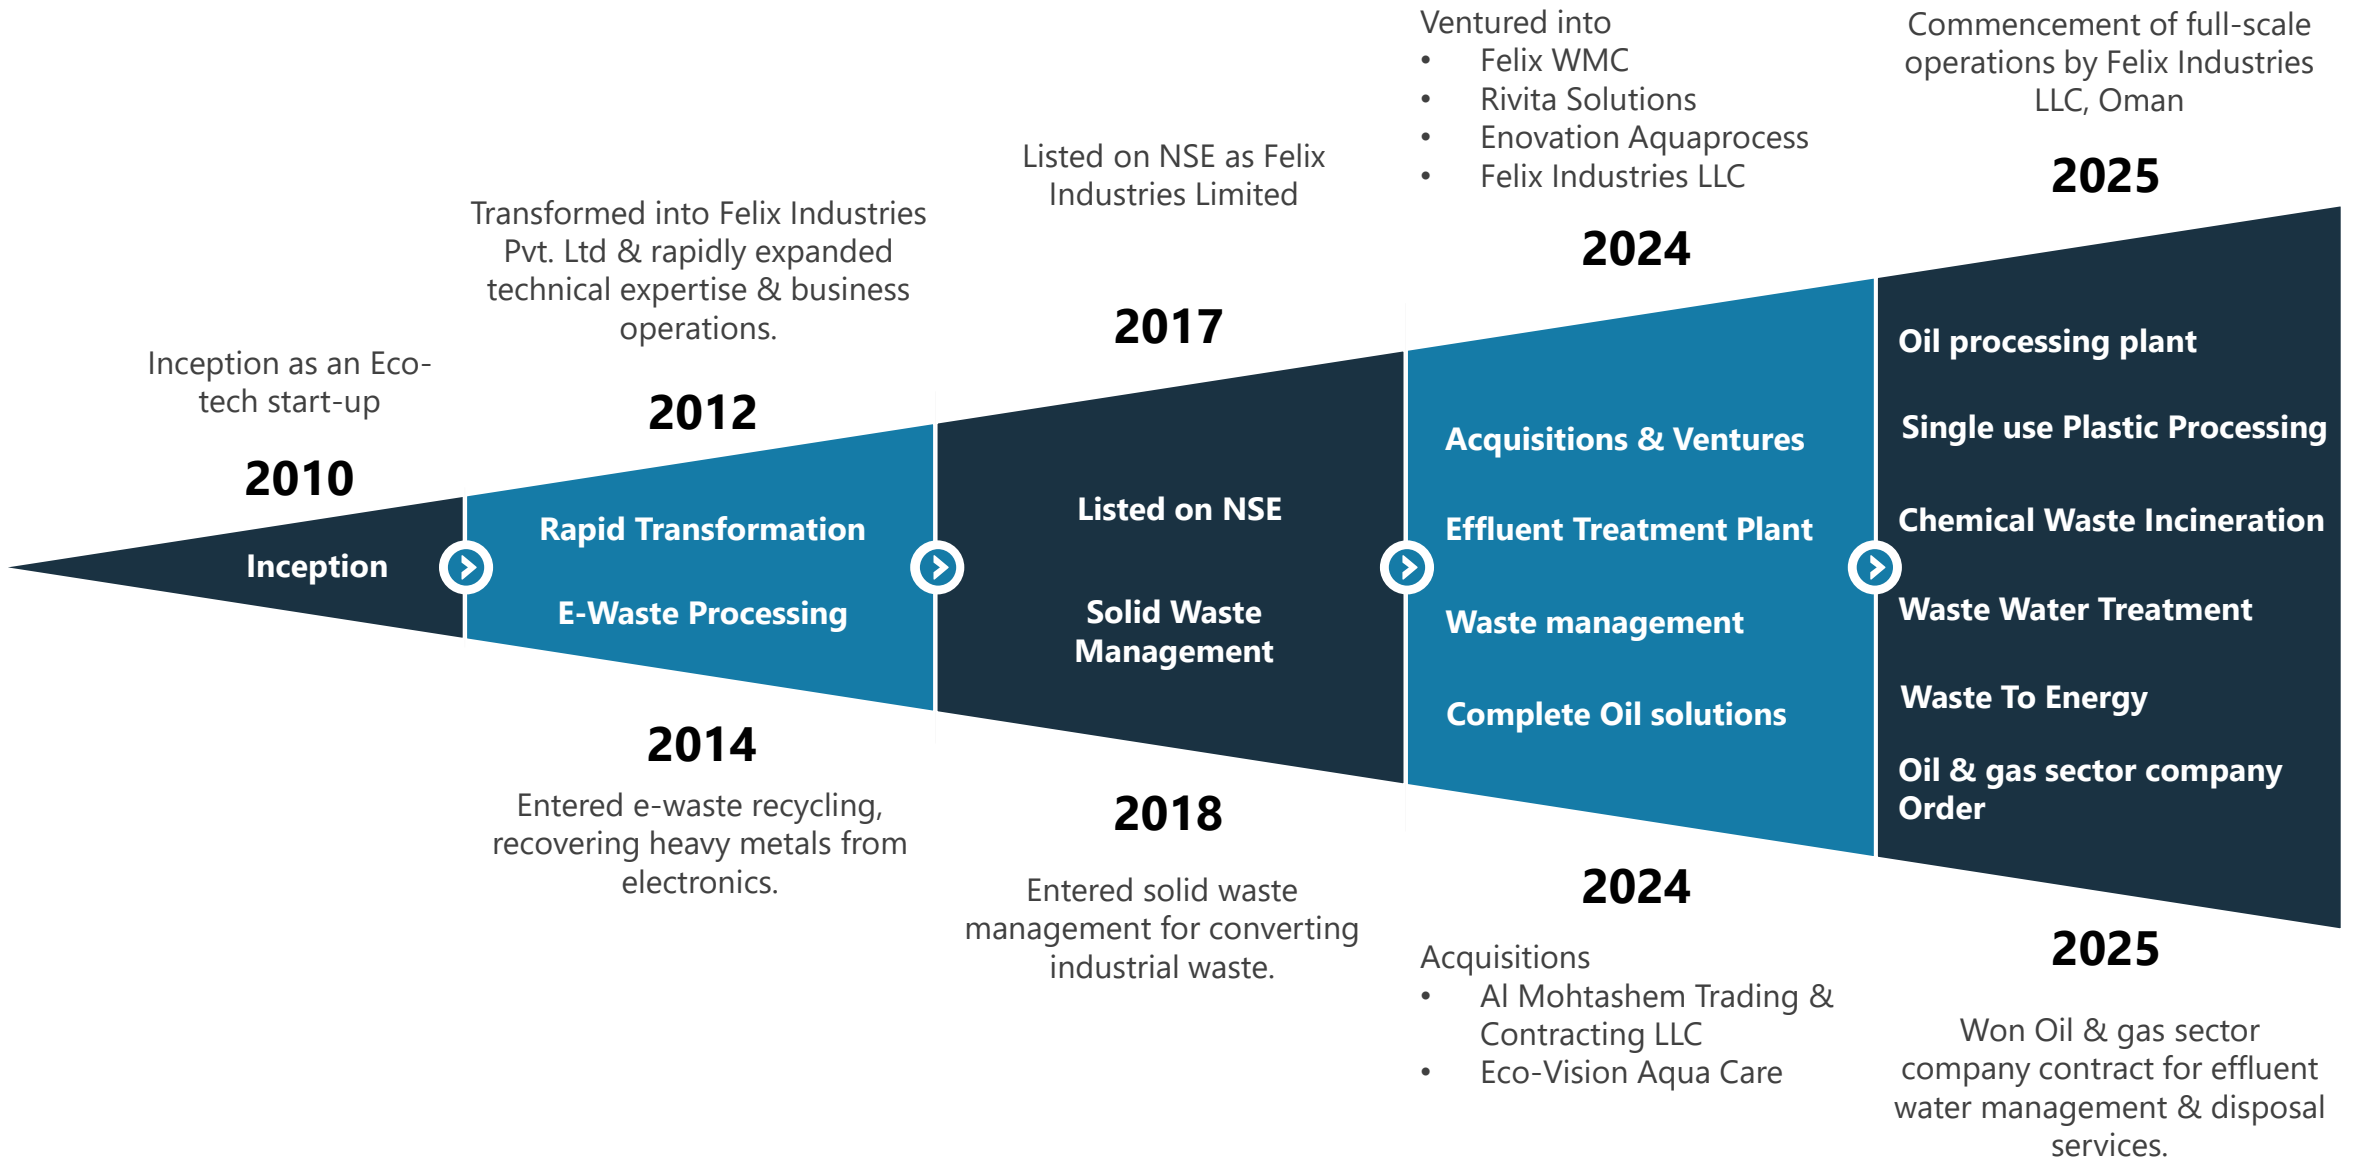 Inception as an Eco-
tech start-up
2010
Inception
Transformed into Felix Industries
Pvt. Ltd & rapidly expanded
technical expertise & business
operations.
2012
Rapid Transformation
E-Waste Processing
2014
Entered e-waste recycling,
recovering heavy metals from
electronics.
Listed on NSE as Felix
Industries Limited
2017
Listed on NSE
Solid Waste
Management
2018
Entered solid waste
management for converting
industrial waste.
Ventured into
• Felix WMC
• Rivita Solutions
• Enovation Aquaprocess
• Felix Industries LLC
2024
Acquisitions & Ventures
Effluent Treatment Plant
Waste management
Complete Oil solutions
2024
Acquisitions
• Al Mohtashem Trading &
Contracting LLC
• Eco-Vision Aqua Care
Commencement of full-scale
operations by Felix Industries
LLC, Oman
2025
Oil processing plant
Single use Plastic Processing
Chemical Waste Incineration
Waste Water Treatment
Waste To Energy
Oil & gas sector company
Order
2025
Won Oil & gas sector
company contract for effluent
water management & disposal
services.